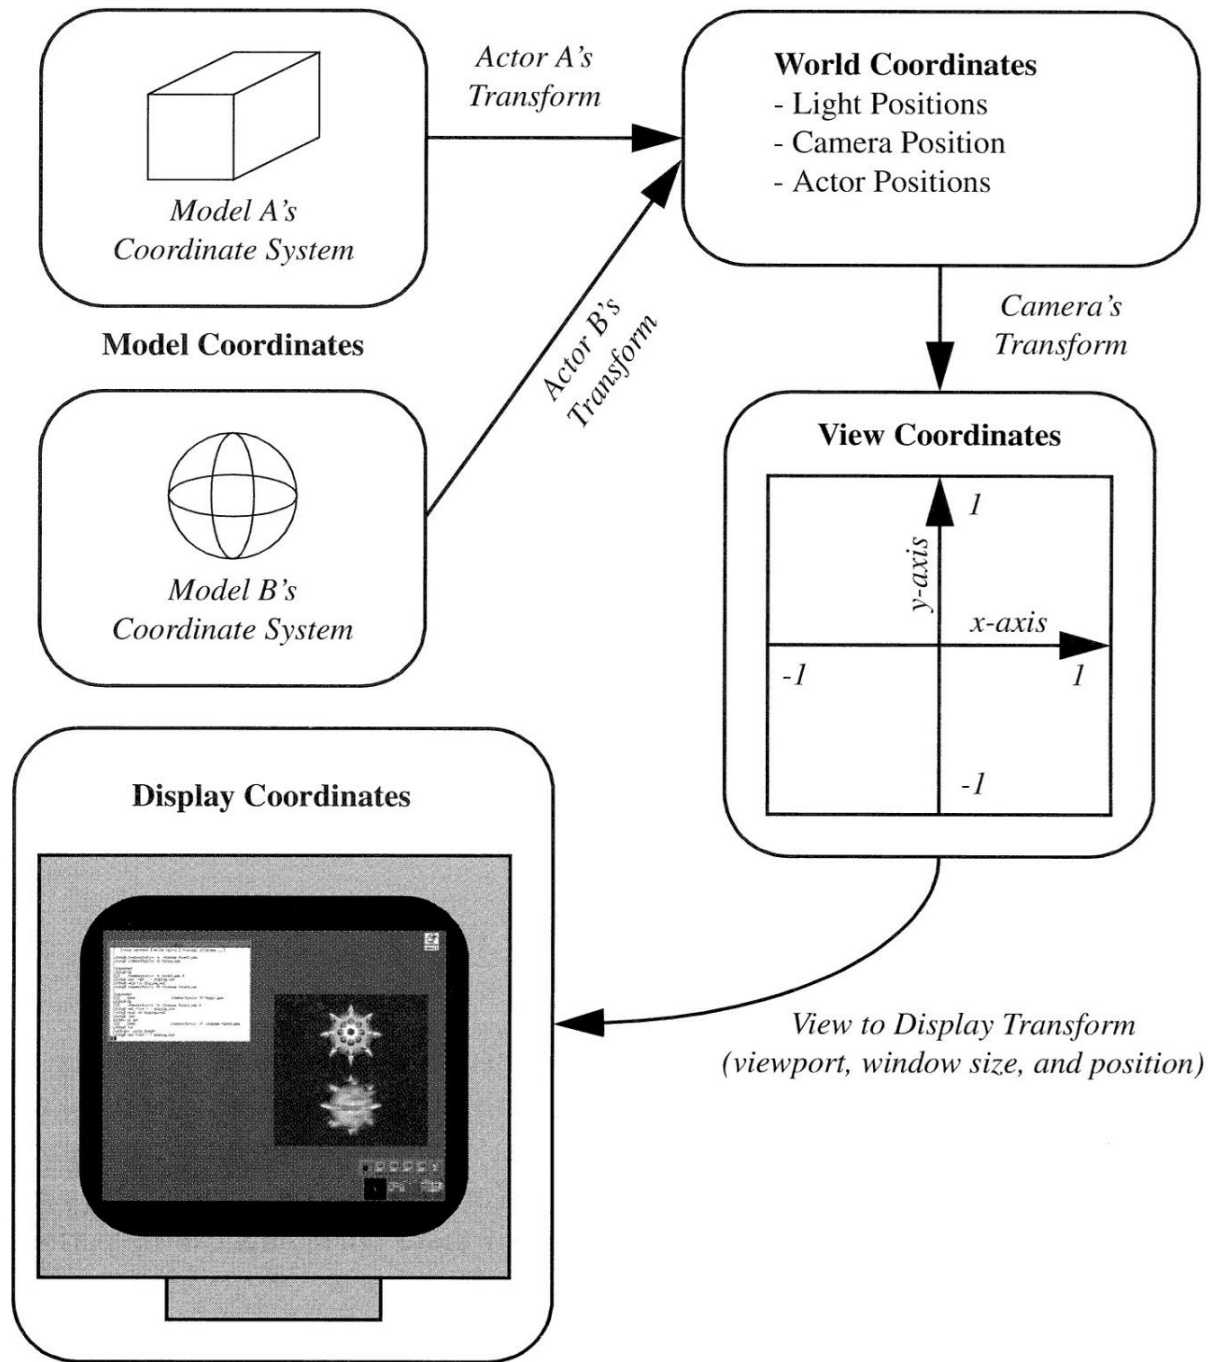 Actor A's
Transform
World Coordinates
- Light Positions
- Camera Position
- Actor Positions
Model A's
Coordinate System
Model Coordinates
Actor B's
Transform
Camera's
Transform
Model B's
Coordinate System
View Coordinates
1
y-axis
x-axis
-1
1
-1
Display Coordinates
View to Display Transform
(viewport, window size, and position)